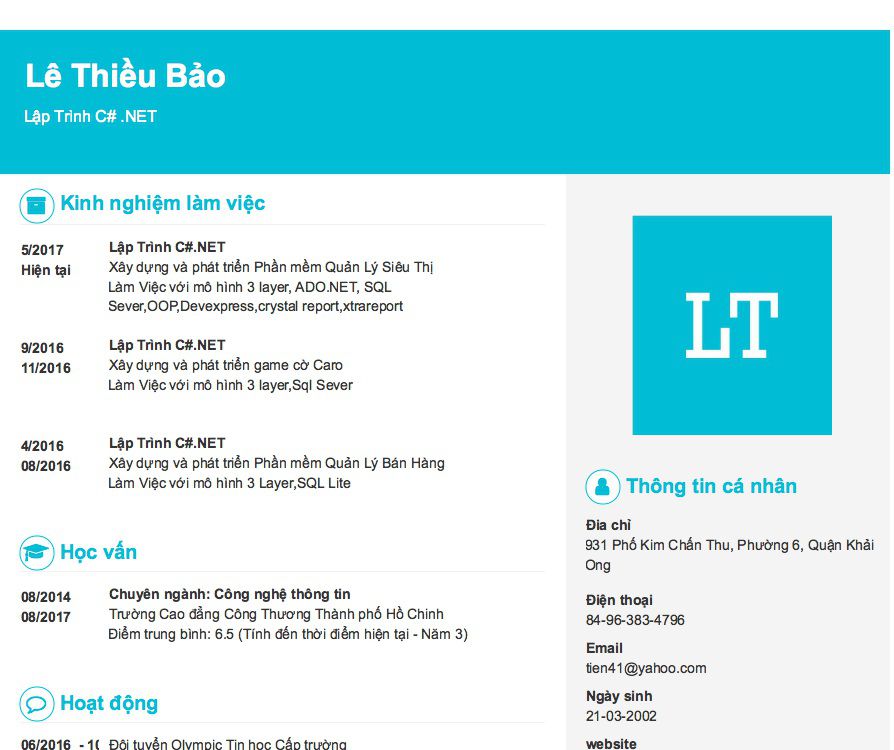 Lê Thiều Bảo
Lập Trình C# .NET
Kinh nghiệm làm việc
5/2017
Hiện tại
Lập Trình C#.NET
Xây dựng và phát triển Phần mềm Quản Lý Siêu Thị
Làm Việc với mô hình 3 layer, ADO.NET, SQL
Sever,OOP,Devexpress,crystal report,xtrareport
9/2016
11/2016
Lập Trình C#.NET
Xây dựng và phát triển game cờ Caro
Làm Việc với mô hình 3 layer,Sql Sever
4/2016
08/2016
Lập Trình C#.NET
Xây dựng và phát triển Phần mềm Quản Lý Bán Hàng
Làm Việc với mô hình 3 Layer,SQL Lite
Học vấn
08/2014
08/2017
Chuyên ngành: Công nghệ thông tin
Trường Cao đẳng Công Thương Thành phố Hồ Chinh
Điểm trung bình: 6.5 (Tính đến thời điểm hiện tại - Năm 3)
Hoạt động
06/2016 - 10
Đội tuyển Olympic Tin học Cấp trường
LT
Thông tin cá nhân
Đia chỉ
931 Phố Kim Chấn Thu, Phường 6, Quận Khải
Ong
Điện thoại
84-96-383-4796
Email
tien41@yahoo.com
Ngày sinh
21-03-2002
website